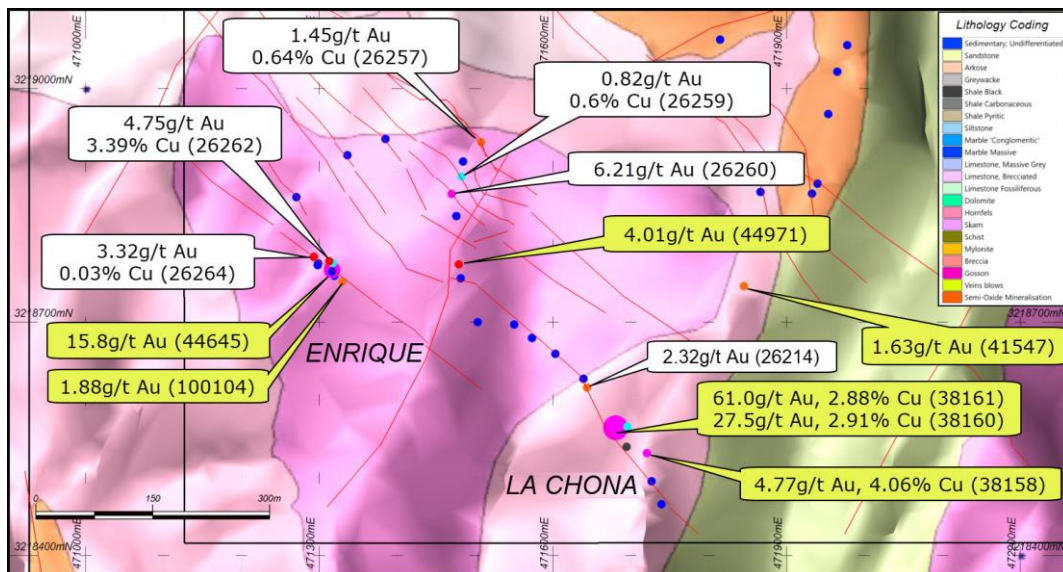 471000mE
471600mE
471900mE
3219000mN
1.45g/t Au
0.64% Cu (26257)
0.82g/t Au
0.6% Cu (26259)
4.75g/t Au
3.39% Cu (26262)
6.21g/t Au (26260)
4.01g/t Au (44971)
3.32g/t Au
0.03% Cu (26264)
15.8g/t Au (44645)
ENRIQUE
1.88g/t Au (100104)
2.32g/t Au (26214)
1.63g/t Au (41547)
3218700mN
61.0g/t Au, 2.88% Cu (38161)
27.5g/t Au, 2.91% Cu (38160)
LA CHONA
4.77g/t Au, 4.06% Cu (38158)
0
150
300m
3218400mN
3218400mN
471000mE
471300mE
471600mE
471900mE
Lithology Coding
Sedimentary; Undifferentiated
Sandstone
Arkose
Greywacke
Shale Black
Shale Carbonaceous
Shale Pyritic
Siltstone
Marble 'Conglomeritic'
Marble Massive
Limestone, Massive Grey
Limestone, Brecciated
Limestone Fossiliferous
Dolomite
Hornfels
Skarn
Schist
Mylonite
Breccia
Gosson
Veins blows
Semi-Oxide Mineralisation